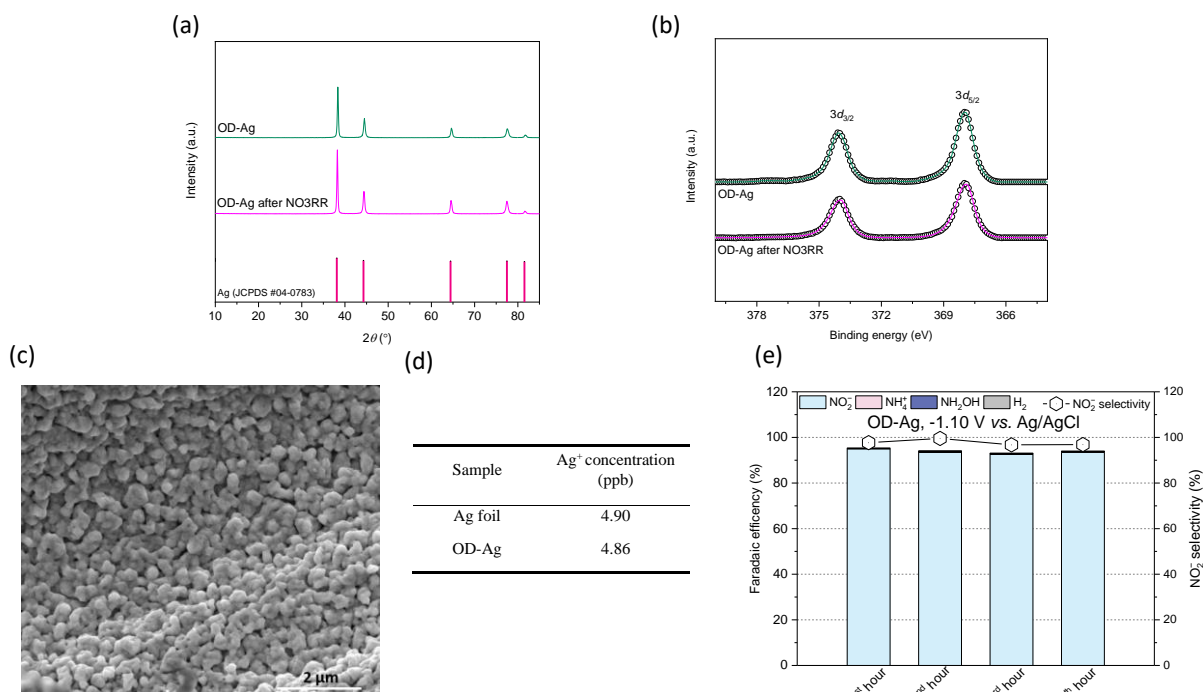 (a)
Intensity (a.u.)
OD-Ag
OD-Ag after NO3RR
Ag (JCPDS #04-0783)
10 20 30 40 50 60 70 80
2θ (°)
(b)
Intensity (a.u.)
3d3/2
3d5/2
OD-Ag
OD-Ag after NO3RR
378 375 372 369 366
Binding energy (eV)
(c)
2 μm
(d)
Sample Ag⁺ concentration
(ppb)
Ag foil 4.90
OD-Ag 4.86
(e)
NO₂⁻ NH₄⁺ NH₂OH H₂ NO₂⁻ selectivity
OD-Ag, -1.10 V vs. Ag/AgCl
Faradaic efficency (%)
120
100
80
60
40
20
0
120
100
80
60
40
20
0
NO₂⁻ selectivity (%)
hour
hour
hour
hour